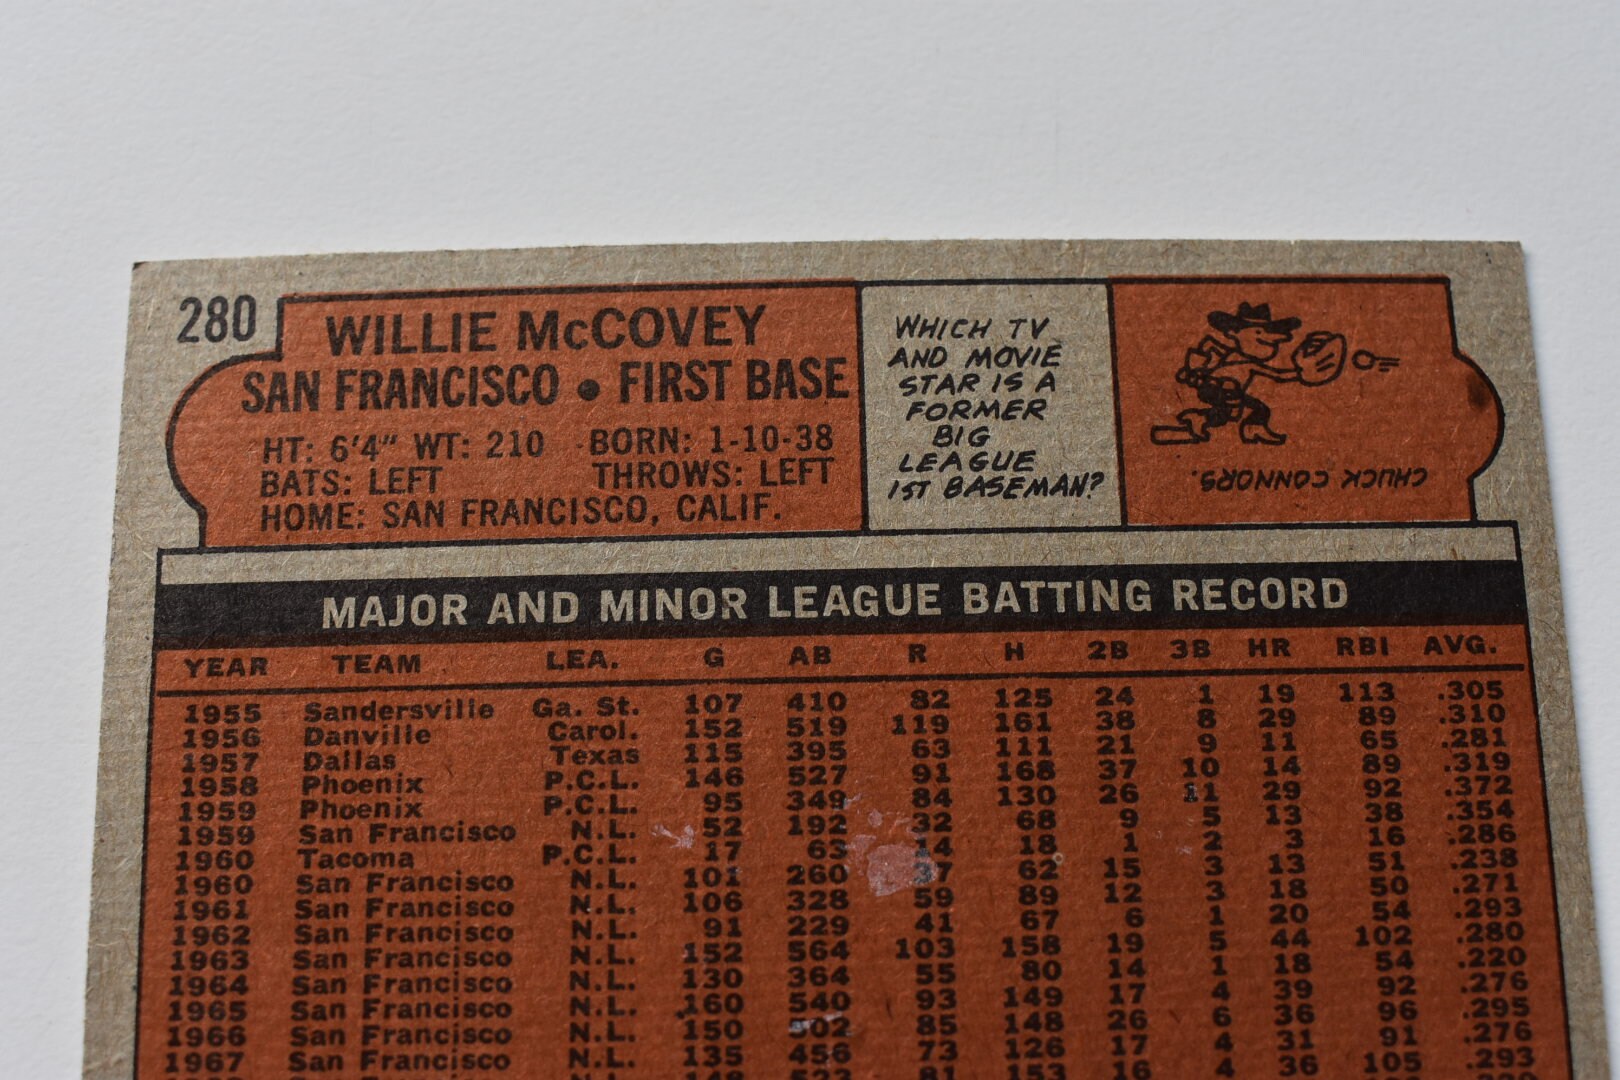 280
WILLIE McCOVEY
SAN FRANCISCO • FIRST BASE
HT: 6'4" WT: 210 BORN: 1-10-38
BATS: LEFT THROWS: LEFT
HOME: SAN FRANCISCO, CALIF.
WHICH TV
AND MOVIE
STAR IS A
FORMER
BIG
LEAGUE
1ST BASEMAN?
CHUCK CONNORS.
MAJOR AND MINOR LEAGUE BATTING RECORD
YEAR TEAM LEA. G AB R H 2B 3B HR RBI AVG.
1955 Sandersville Ga. St. 107 410 82 125 24 1 19 113 .305
1956 Danville Carol. 152 519 119 161 38 8 29 89 .310
1957 Dallas Texas 115 395 63 111 21 9 11 65 .281
1958 Phoenix P.C.L. 146 527 91 168 37 10 14 89 .319
1959 Phoenix P.C.L. 95 349 84 130 26 11 29 92 .372
1959 San Francisco N.L. 52 192 32 68 9 5 13 38 .354
1960 Tacoma P.C.L. 17 63 14 18 1 2 3 16 .286
1960 San Francisco N.L. 101 260 37 62 15 3 13 51 .238
1961 San Francisco N.L. 106 328 59 89 12 3 18 50 .271
1962 San Francisco N.L. 91 229 41 67 6 1 20 54 .293
1963 San Francisco N.L. 152 564 103 158 19 5 44 102 .280
1964 San Francisco N.L. 130 364 55 80 14 1 18 54 .220
1965 San Francisco N.L. 160 540 93 149 17 4 39 92 .276
1966 San Francisco N.L. 150 502 85 148 26 6 36 96 .295
1967 San Francisco N.L. 135 456 73 126 17 4 31 91 .276
153 16 4 36 105 .293